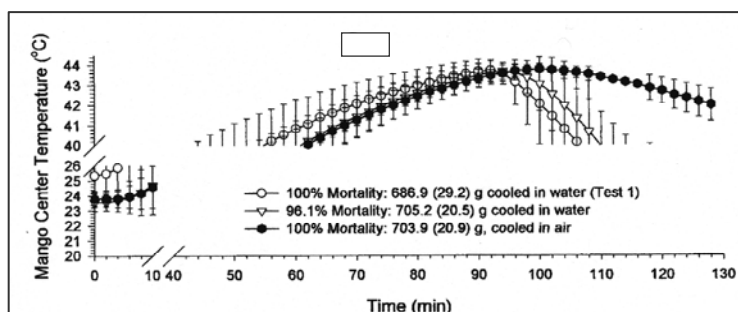 Mango Center Temperature (°C)
44
43
42
41
40
26
25
24
23
22
21
20
100% Mortality: 686.9 (29.2) g cooled in water (Test 1)
96.1% Mortality: 705.2 (20.5) g cooled in water
100% Mortality: 703.9 (20.9) g, cooled in air
0 10 40 50 60 70 80 90 100 110 120 130
Time (min)